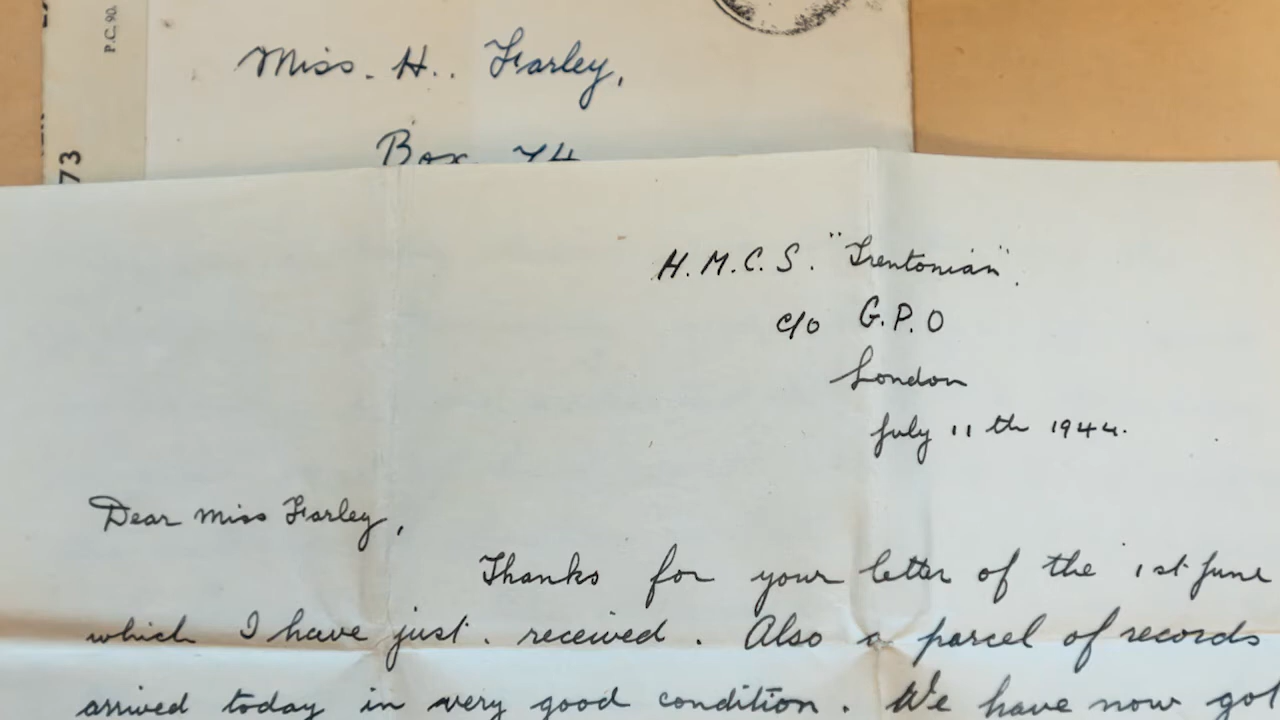 P.C. 90.
Miss. H.. Farley,
Box 74
73
H.M.C.S. "Trentonian".
c/o G.P.O
London
July 11th 1944.
Dear Miss Farley,
Thanks for your letter of the 1st June
which I have just. received. Also a parcel of records
arrived today in very good condition. We have now got